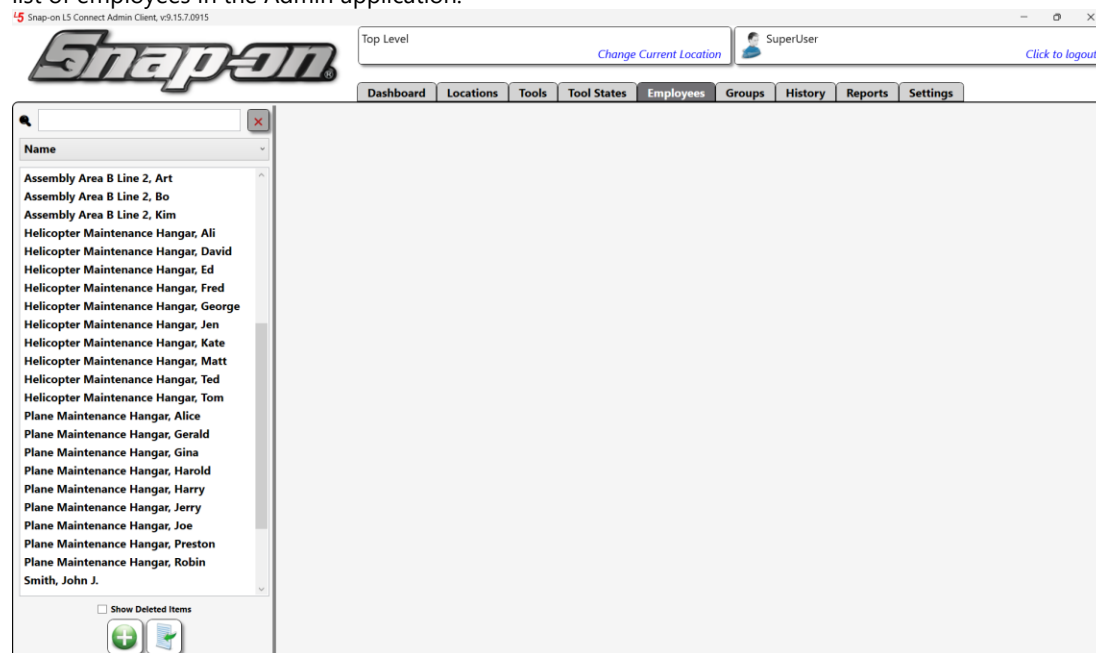 list of employees in the Admin application.
L5 Snap-on L5 Connect Admin Client, v:9.15.7.0915
Snap-on®
Top Level
Change Current Location
SuperUser
Click to logout
Dashboard Locations Tools Tool States Employees Groups History Reports Settings
Name
Assembly Area B Line 2, Art
Assembly Area B Line 2, Bo
Assembly Area B Line 2, Kim
Helicopter Maintenance Hangar, Ali
Helicopter Maintenance Hangar, David
Helicopter Maintenance Hangar, Ed
Helicopter Maintenance Hangar, Fred
Helicopter Maintenance Hangar, George
Helicopter Maintenance Hangar, Jen
Helicopter Maintenance Hangar, Kate
Helicopter Maintenance Hangar, Matt
Helicopter Maintenance Hangar, Ted
Helicopter Maintenance Hangar, Tom
Plane Maintenance Hangar, Alice
Plane Maintenance Hangar, Gerald
Plane Maintenance Hangar, Gina
Plane Maintenance Hangar, Harold
Plane Maintenance Hangar, Harry
Plane Maintenance Hangar, Jerry
Plane Maintenance Hangar, Joe
Plane Maintenance Hangar, Preston
Plane Maintenance Hangar, Robin
Smith, John J.
Show Deleted Items